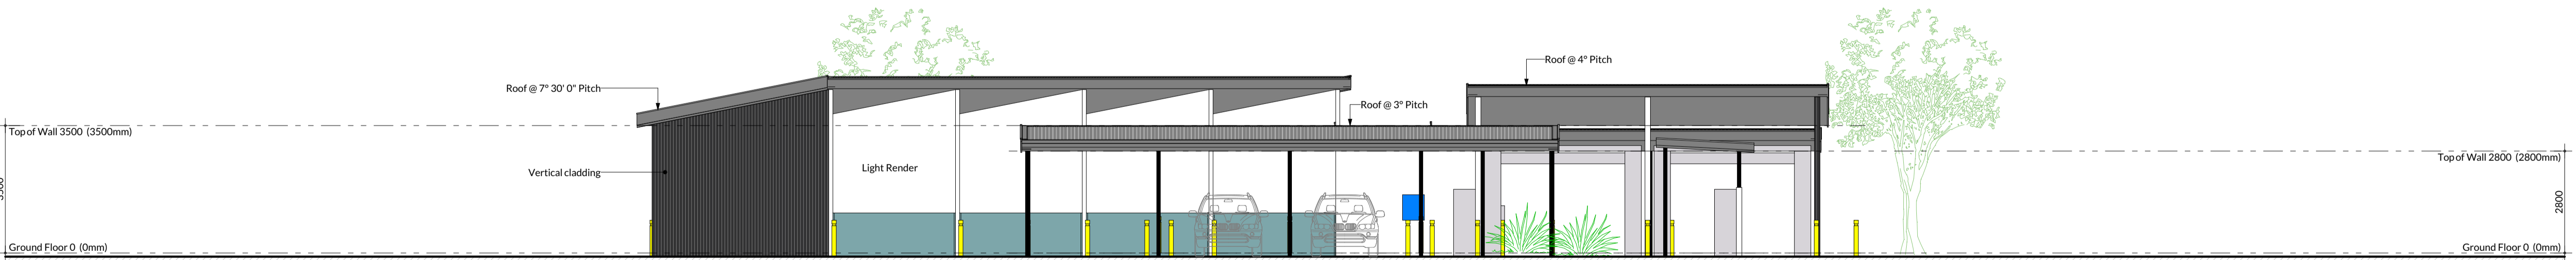 Roof @ 4° Pitch
Roof @ 7° 30' 0" Pitch
Roof @ 3° Pitch
Top of Wall 3500 (3500mm)
Top of Wall 2800 (2800mm)
Light Render
Vertical cladding
3500
2800
Ground Floor 0 (0mm)
Ground Floor 0 (0mm)